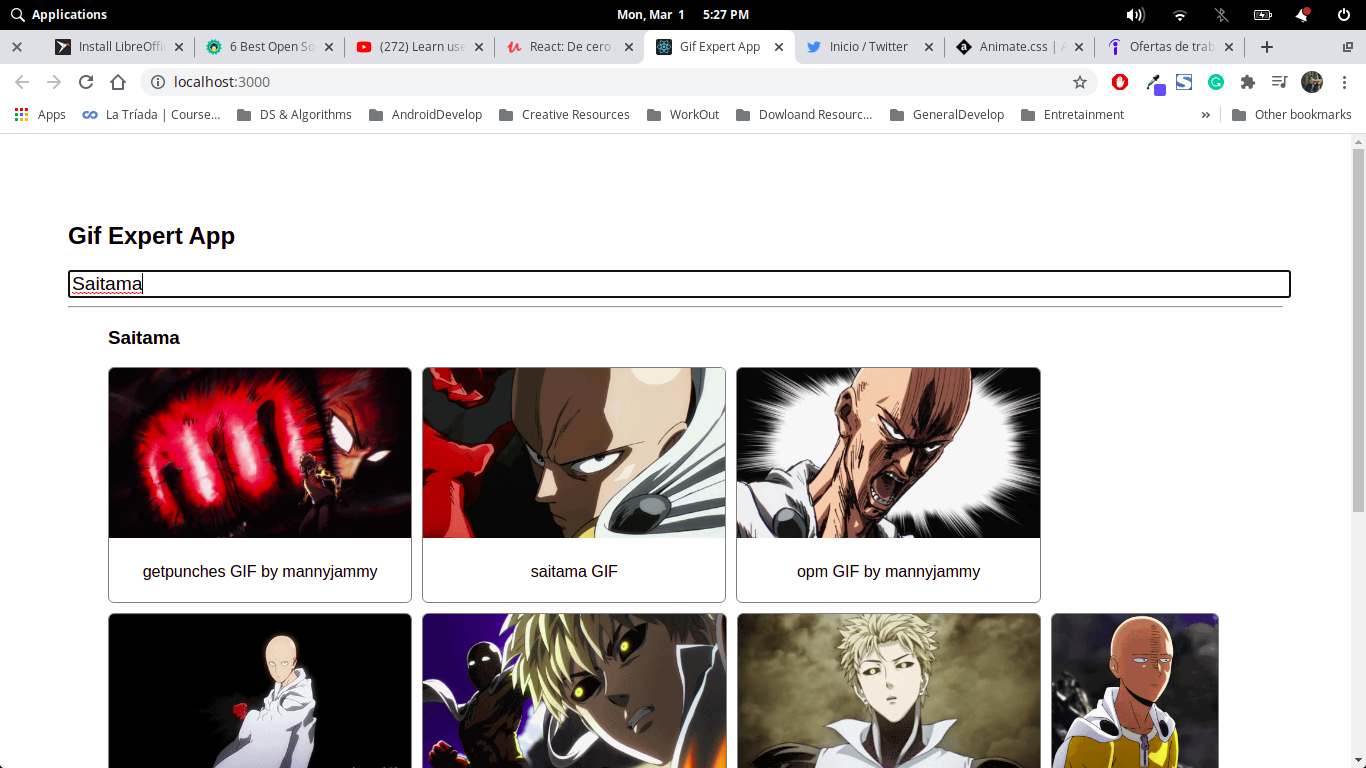 Applications
Mon, Mar 1 5:27 PM
Install LibreOffi
6 Best Open So
(272) Learn use
React: De cero
Gif Expert App
Inicio / Twitter
Animate.css | A
Ofertas de trab
localhost:3000
Apps
La Tríada | Course...
DS & Algorithms
AndroidDevelop
Creative Resources
WorkOut
Dowloand Resourc...
GeneralDevelop
Entretainment
»
Other bookmarks
Gif Expert App
Saitama
Saitama
getpunches GIF by mannyjammy
saitama GIF
opm GIF by mannyjammy